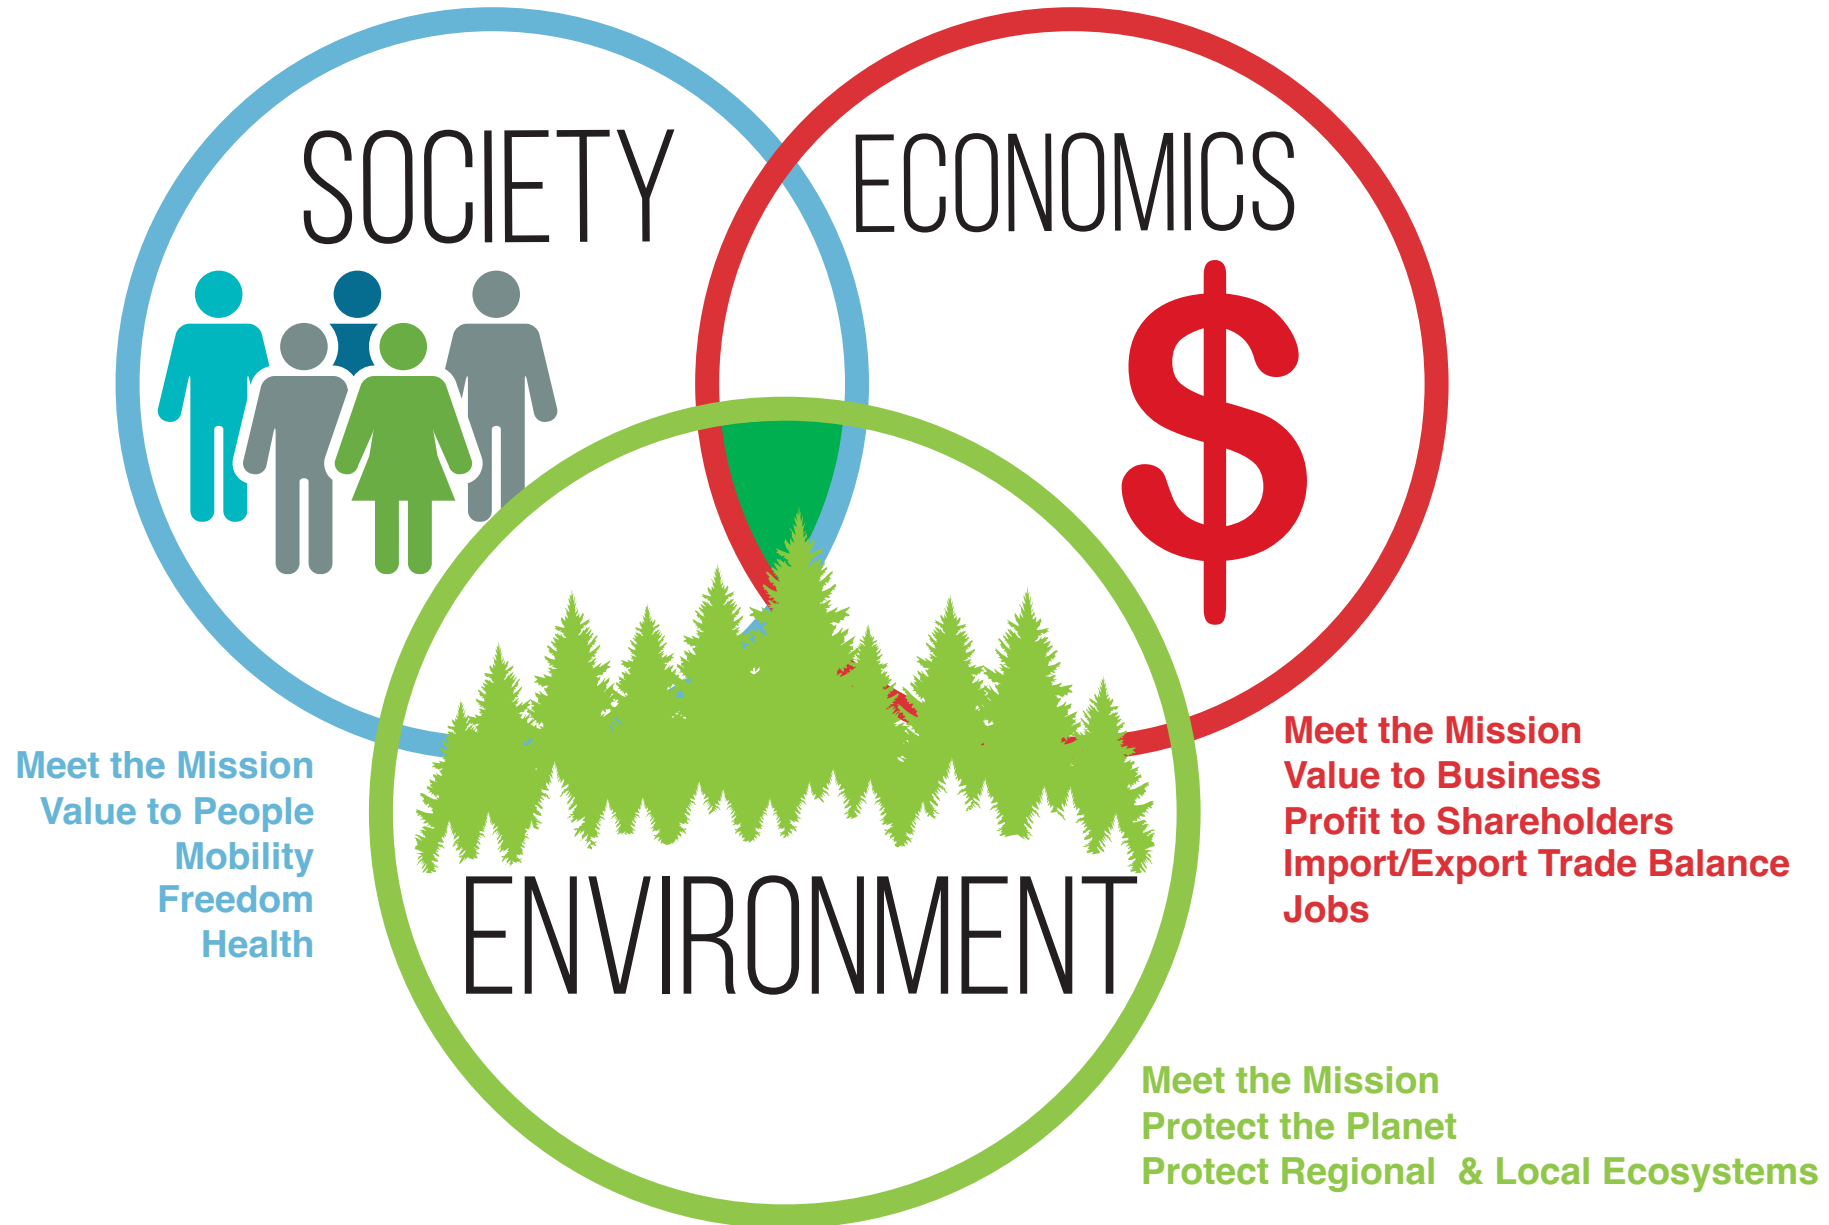 SOCIETY
ECONOMICS
$
Meet the Mission
Value to People
Mobility
Freedom
Health
Meet the Mission
Value to Business
Profit to Shareholders
Import/Export Trade Balance
Jobs
ENVIRONMENT
Meet the Mission
Protect the Planet
Protect Regional  & Local Ecosystems